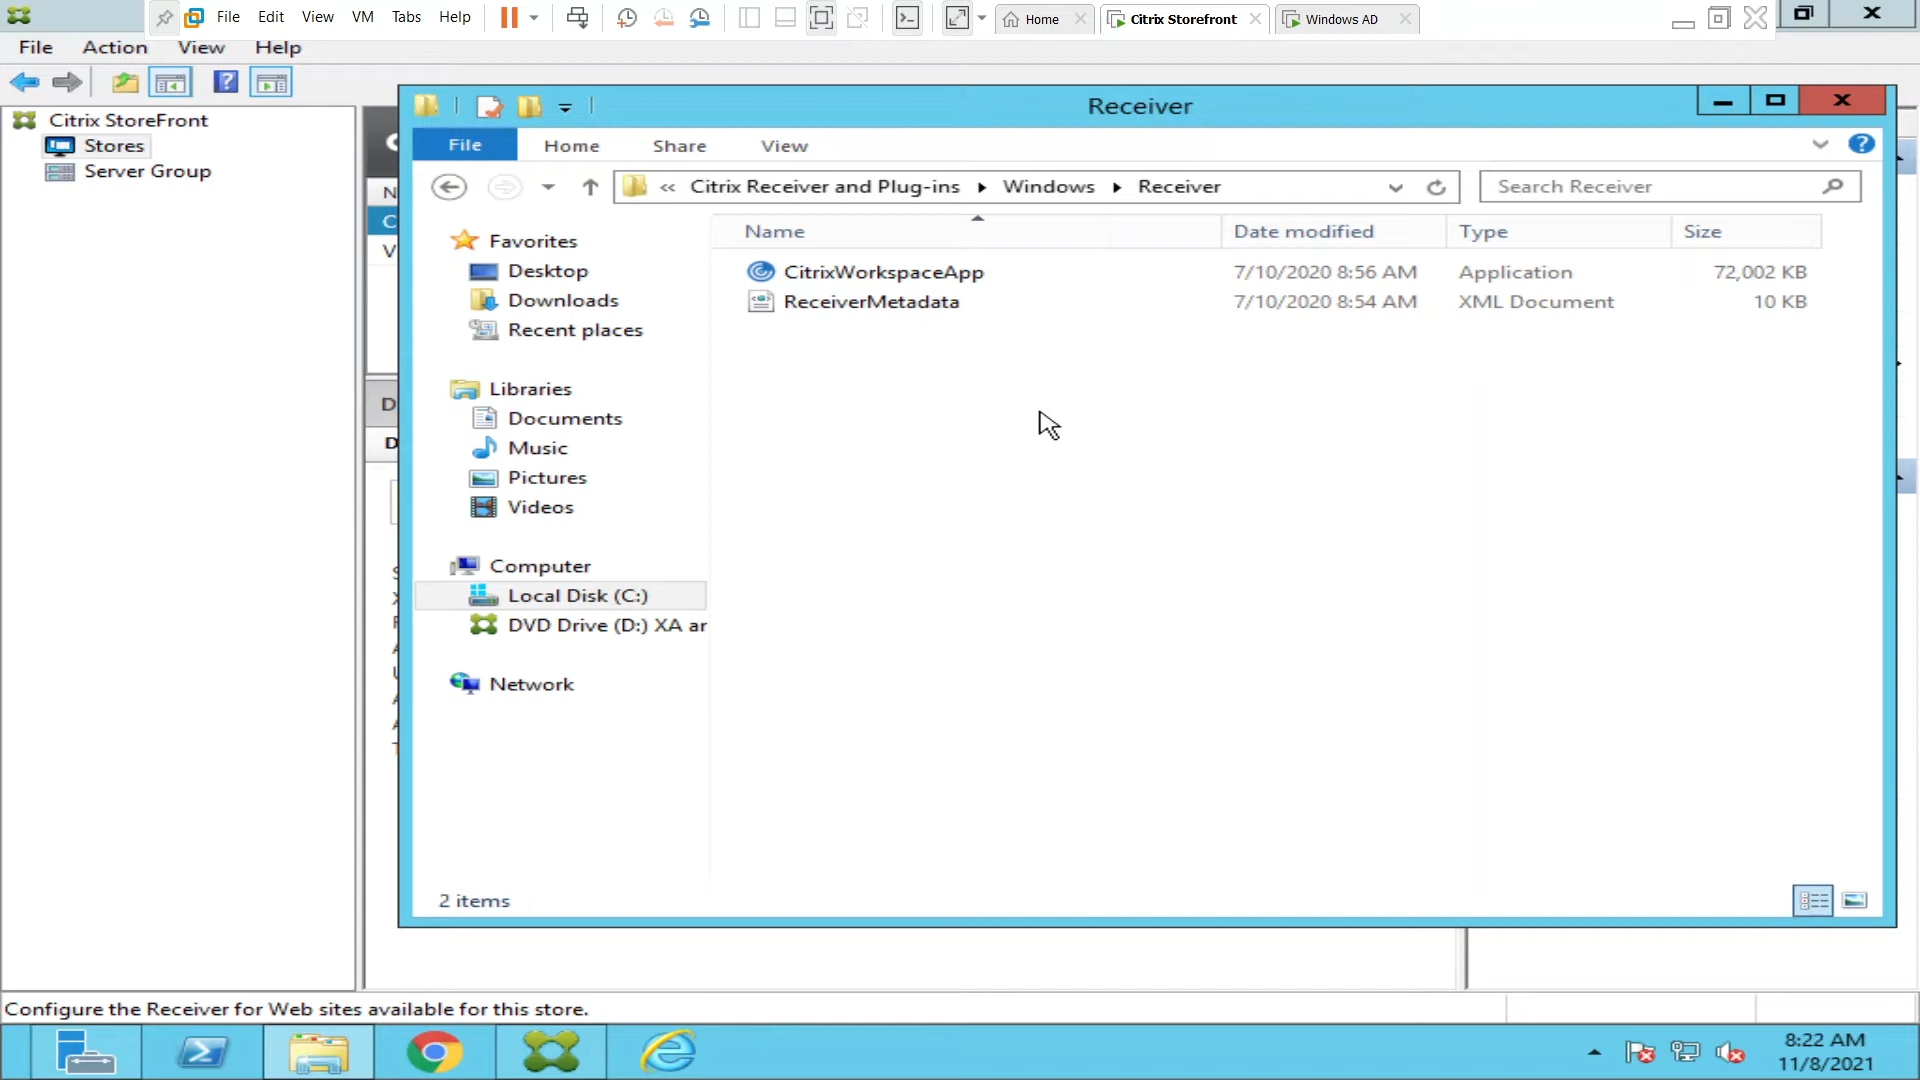 File Edit View VM Tabs Help Home Citrix Storefront Windows AD
File Action View Help
Citrix StoreFront
Stores
Server Group
Receiver
File Home Share View
« Citrix Receiver and Plug-ins Windows Receiver Search Receiver
Name Date modified Type Size
CitrixWorkspaceApp 7/10/2020 8:56 AM Application 72,002 KB
ReceiverMetadata 7/10/2020 8:54 AM XML Document 10 KB
Favorites
Desktop
Downloads
Recent places
Libraries
Documents
Music
Pictures
Videos
Computer
Local Disk (C:)
DVD Drive (D:) XA ar
Network
2 items
Configure the Receiver for Web sites available for this store.
8:22 AM
11/8/2021